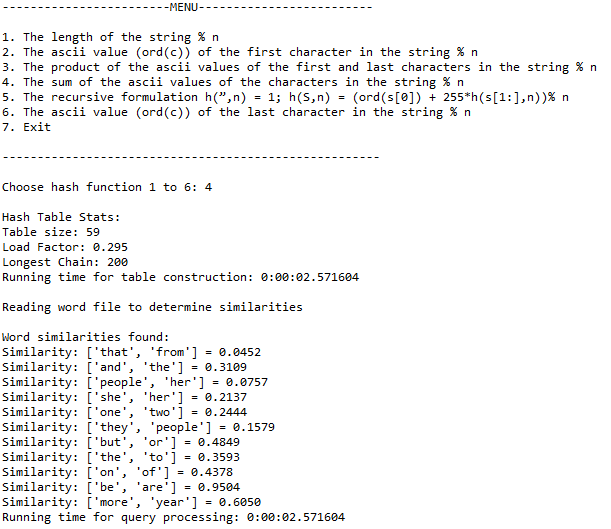 ------------------------MENU-------------------------
1. The length of the string % n
2. The ascii value (ord(c)) of the first character in the string % n
3. The product of the ascii values of the first and last characters in the string % n
4. The sum of the ascii values of the characters in the string % n
5. The recursive formulation h(”,n) = 1; h(S,n) = (ord(s[0]) + 255*h(s[1:],n))% n
6. The ascii value (ord(c)) of the last character in the string % n
7. Exit
------------------------------------------------------
Choose hash function 1 to 6: 4
Hash Table Stats:
Table size: 59
Load Factor: 0.295
Longest Chain: 200
Running time for table construction: 0:00:02.571604
Reading word file to determine similarities
Word similarities found:
Similarity: ['that', 'from'] = 0.0452
Similarity: ['and', 'the'] = 0.3109
Similarity: ['people', 'her'] = 0.0757
Similarity: ['she', 'her'] = 0.2137
Similarity: ['one', 'two'] = 0.2444
Similarity: ['they', 'people'] = 0.1579
Similarity: ['but', 'or'] = 0.4849
Similarity: ['the', 'to'] = 0.3593
Similarity: ['on', 'of'] = 0.4378
Similarity: ['be', 'are'] = 0.9504
Similarity: ['more', 'year'] = 0.6050
Running time for query processing: 0:00:02.571604